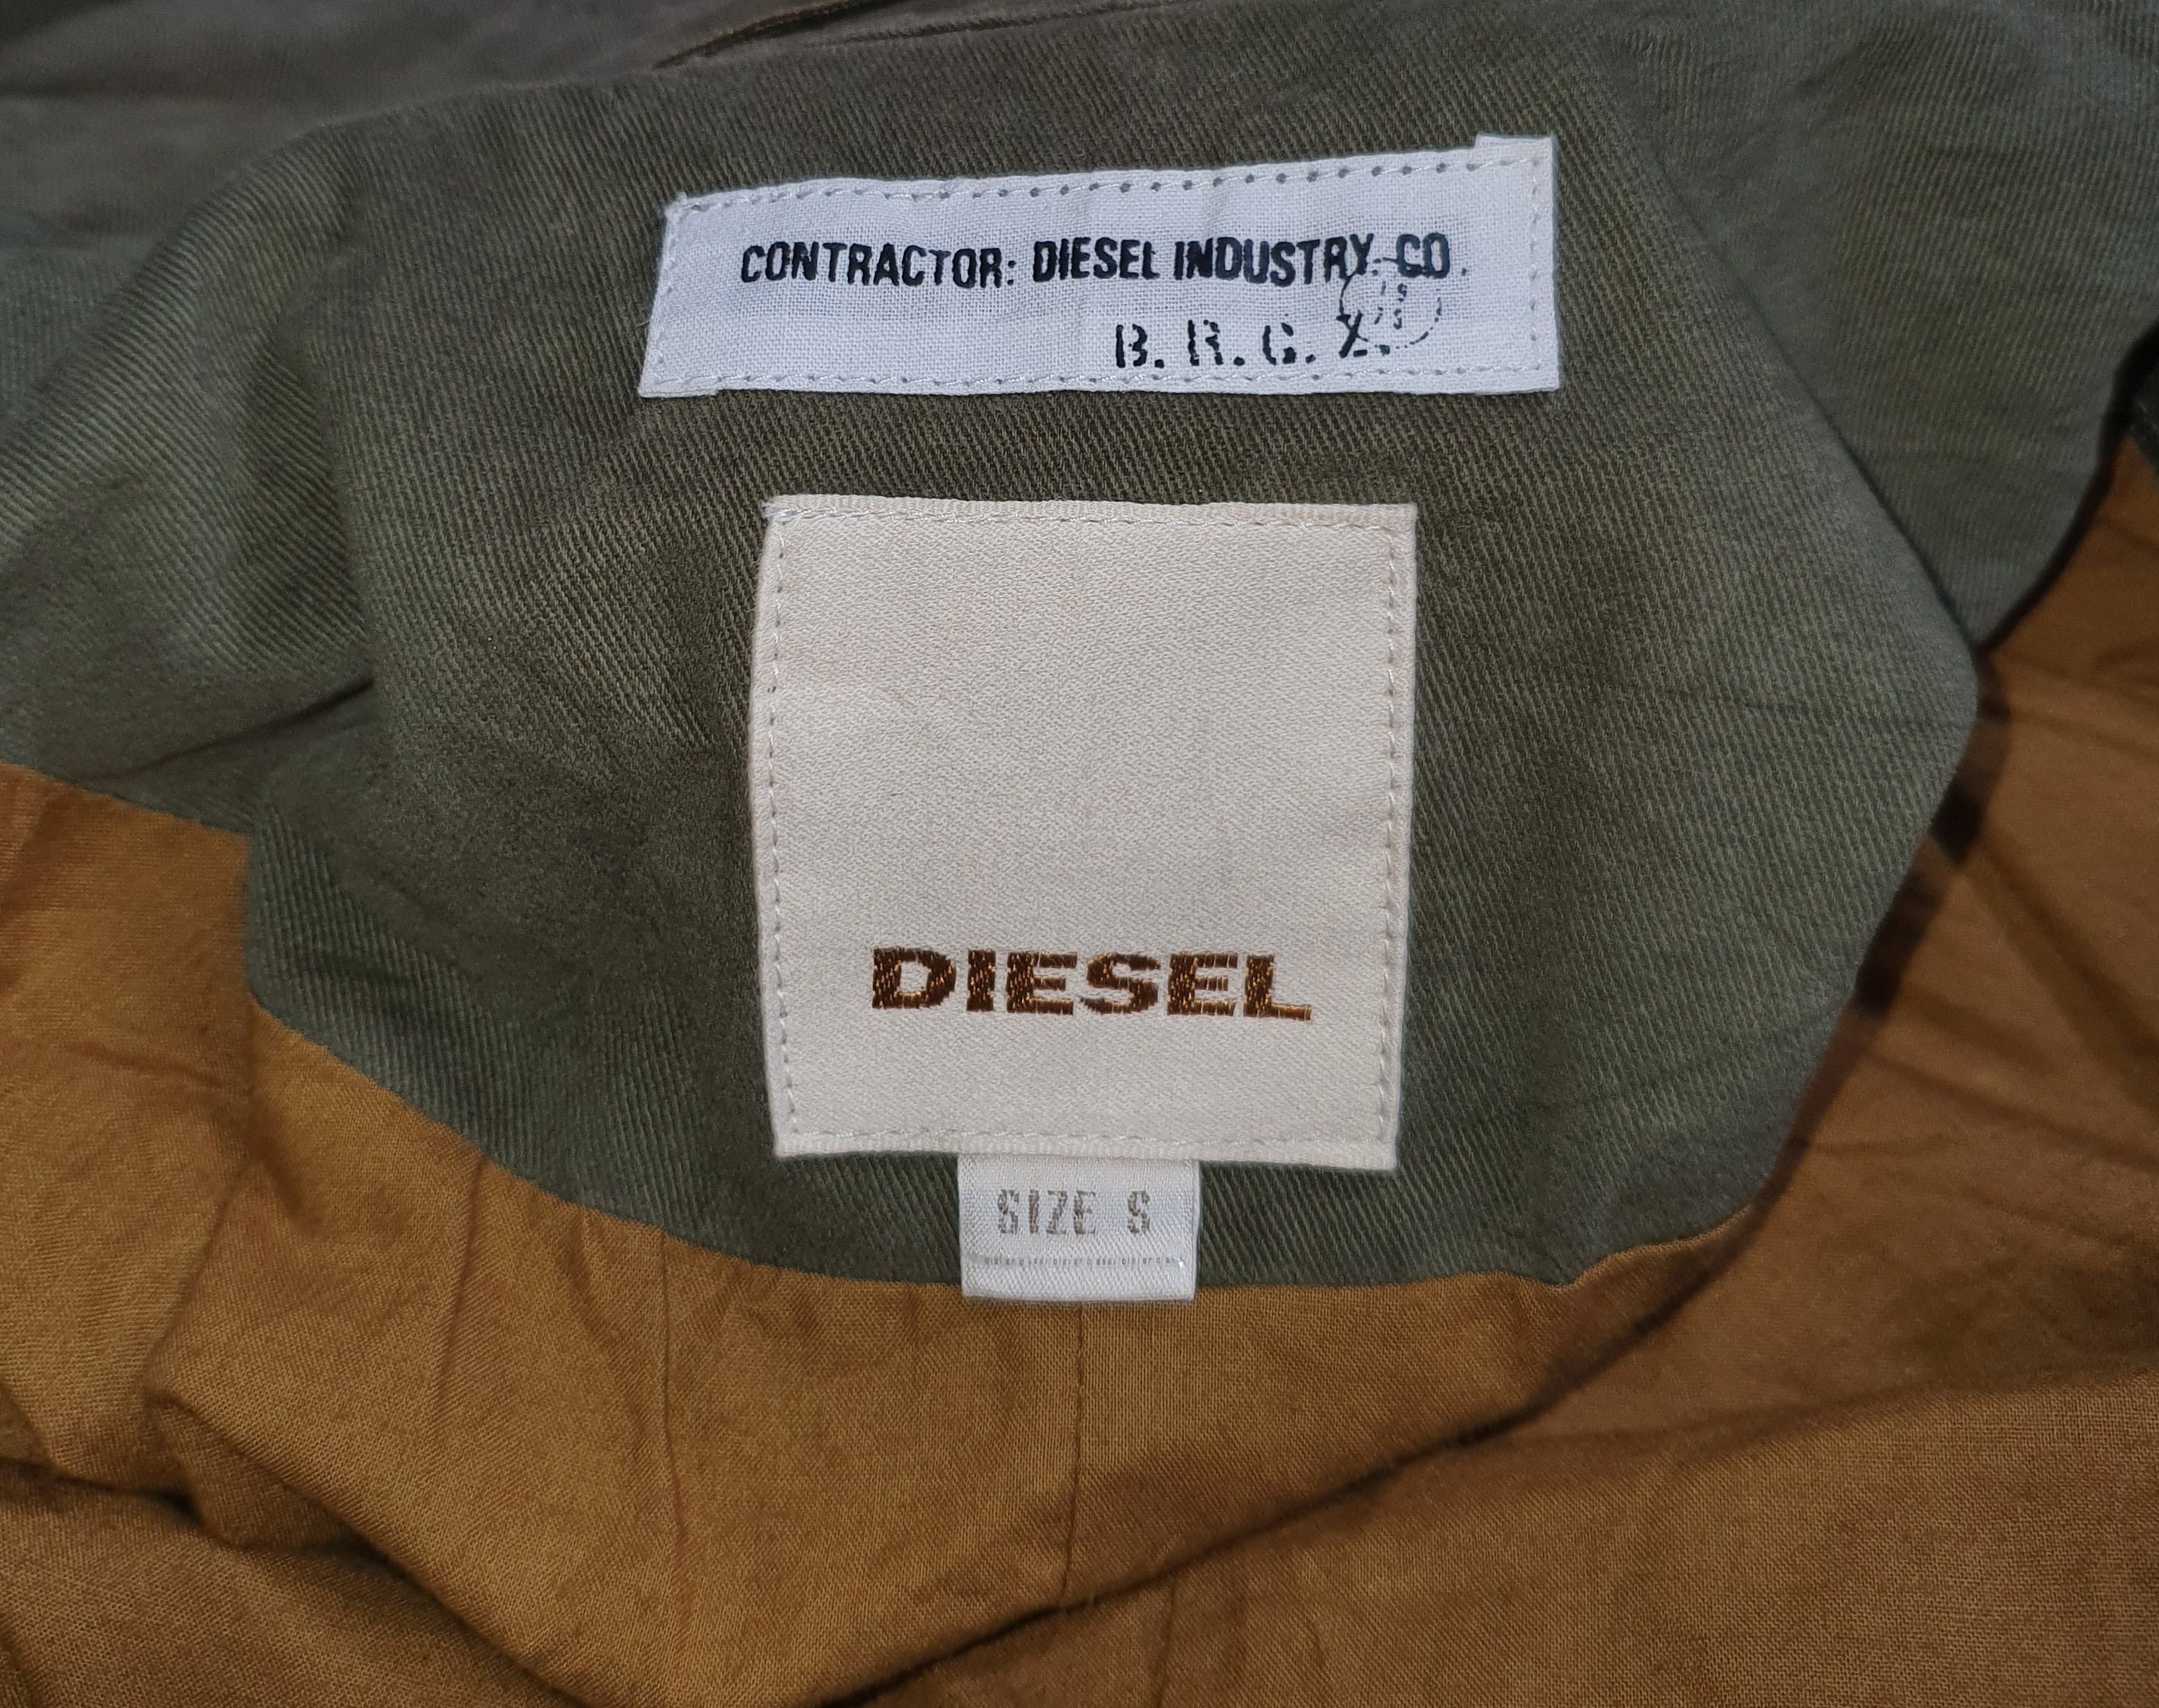 CONTRACTOR: DIESEL INDUSTRY. CO.
B. R. G. X.
DIESEL
SIZE S